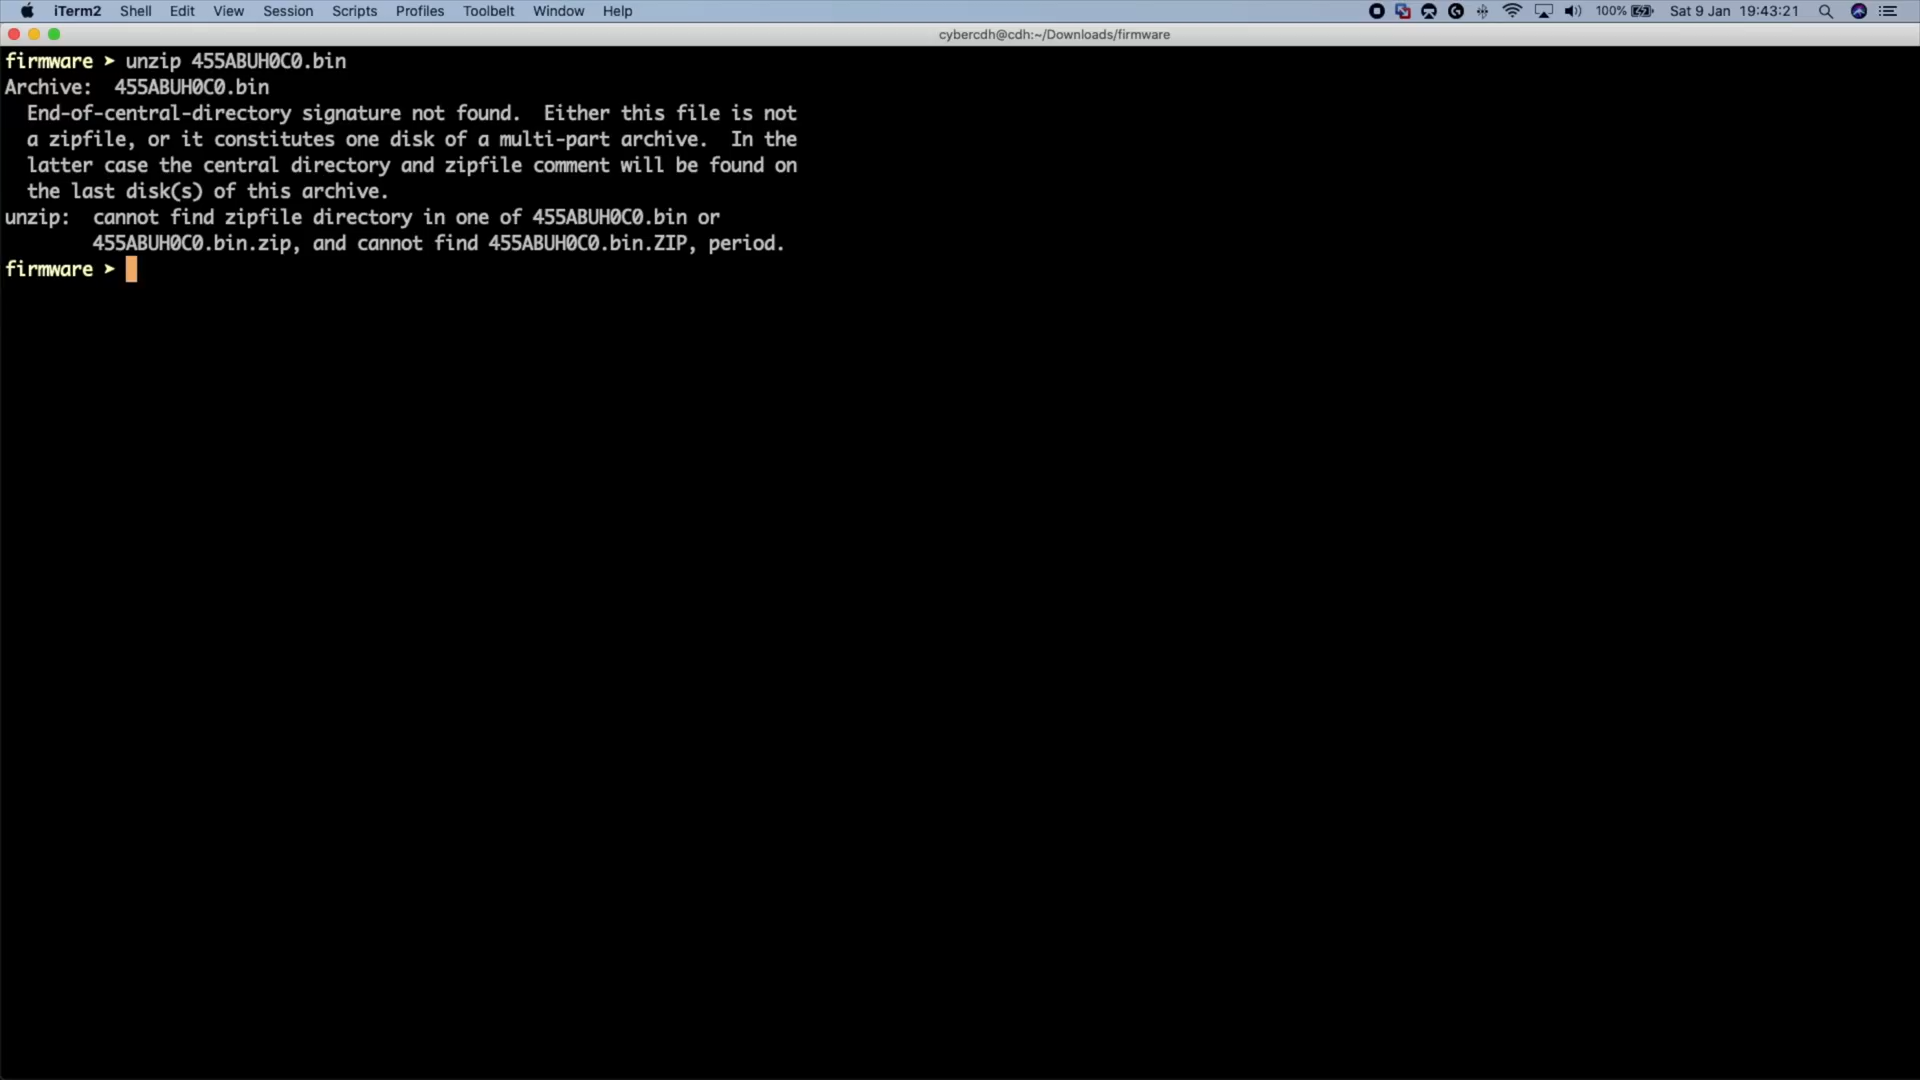 iTerm2 Shell Edit View Session Scripts Profiles Toolbelt Window Help 100% Sat 9 Jan 19:43:21
cybercdh@cdh:~/Downloads/firmware
firmware ➤ unzip 455ABUH0C0.bin
Archive:  455ABUH0C0.bin
  End-of-central-directory signature not found.  Either this file is not
  a zipfile, or it constitutes one disk of a multi-part archive.  In the
  latter case the central directory and zipfile comment will be found on
  the last disk(s) of this archive.
unzip:  cannot find zipfile directory in one of 455ABUH0C0.bin or
        455ABUH0C0.bin.zip, and cannot find 455ABUH0C0.bin.ZIP, period.
firmware ➤